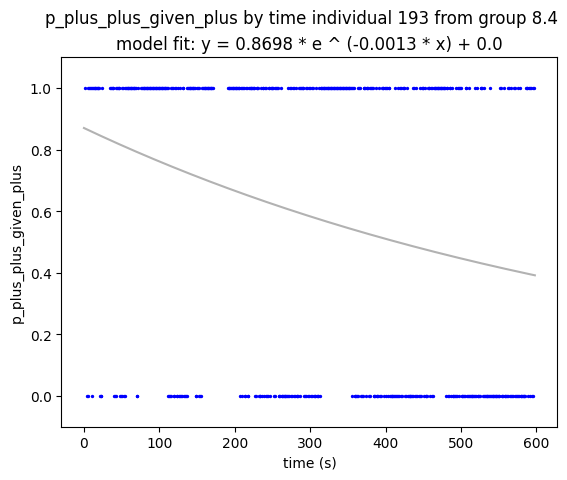 p_plus_plus_given_plus by time individual 193 from group 8.4
model fit: y = 0.8698 * e ^ (-0.0013 * x) + 0.0
p_plus_plus_given_plus
1.0
0.8
0.6
0.4
0.2
0.0
0 100 200 300 400 500 600
time (s)